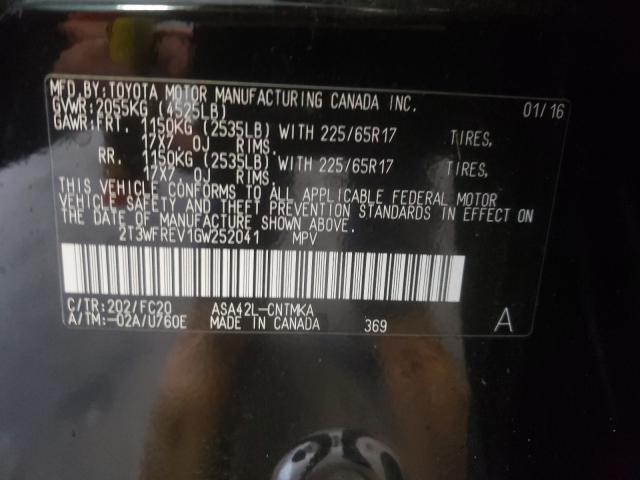 MFD. BY: TOYOTA MOTOR MANUFACTURING CANADA INC. 01/16
GVWR: 2055KG (4525LB)
GAWR: FRT. 1150KG (2535LB) WITH 225/65R17 TIRES,
17X7. 0J- RIMS.
RR. 1150KG (2535LB) WITH 225/65R17 TIRES,
17X7. 0J- RIMS
THIS VEHICLE CONFORMS TO ALL APPLICABLE FEDERAL MOTOR
VEHICLE SAFETY AND THEFT PREVENTION STANDARDS IN EFFECT ON
THE DATE OF MANUFACTURE SHOWN ABOVE.
2T3WFREV1GW252041 MPV
C/TR: 202/FC20 ASA42L-CNTMKA
A/TM: -02A/U760E MADE IN CANADA 369 A